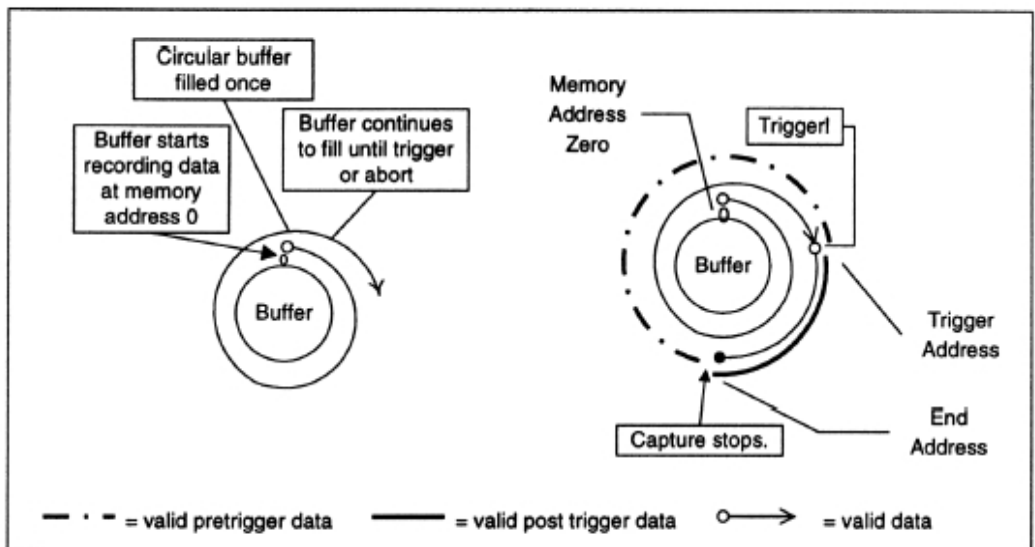 Circular buffer
filled once
Buffer starts
recording data
at memory
address 0
Buffer continues
to fill until trigger
or abort
0
Buffer
Memory
Address
Zero
Trigger!
0
Buffer
Trigger
Address
End
Address
Capture stops.
= valid pretrigger data
= valid post trigger data
= valid data